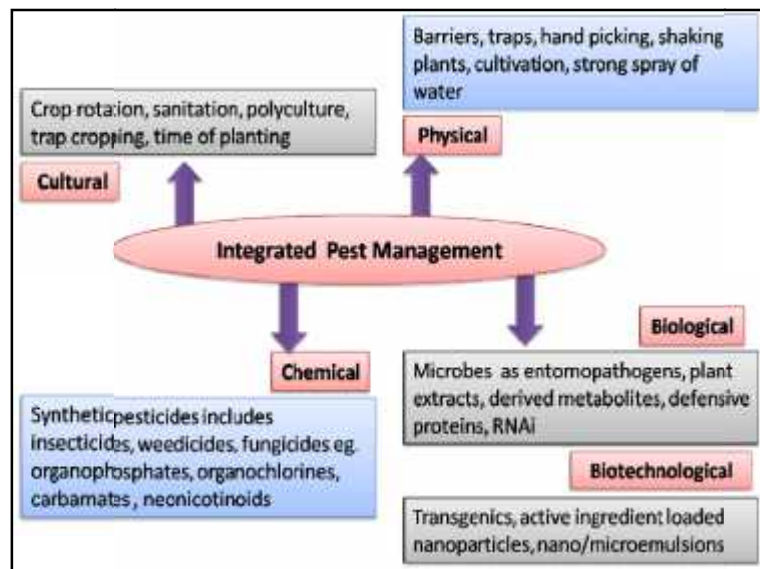 Barriers, traps, hand picking, shaking
plants, cultivation, strong spray of
water
Physical
Crop rotation, sanitation, polyculture,
trap cropping, time of planting
Cultural
Integrated Pest Management
Chemical
Synthetic pesticides includes
insecticides, weedicides, fungicides eg.
organophosphates, organochlorines,
carbamates, neonicotinoids
Biological
Microbes as entomopathogens, plant
extracts, derived metabolites, defensive
proteins, RNAi
Biotechnological
Transgenics, active ingredient loaded
nanoparticles, nano/microemulsions